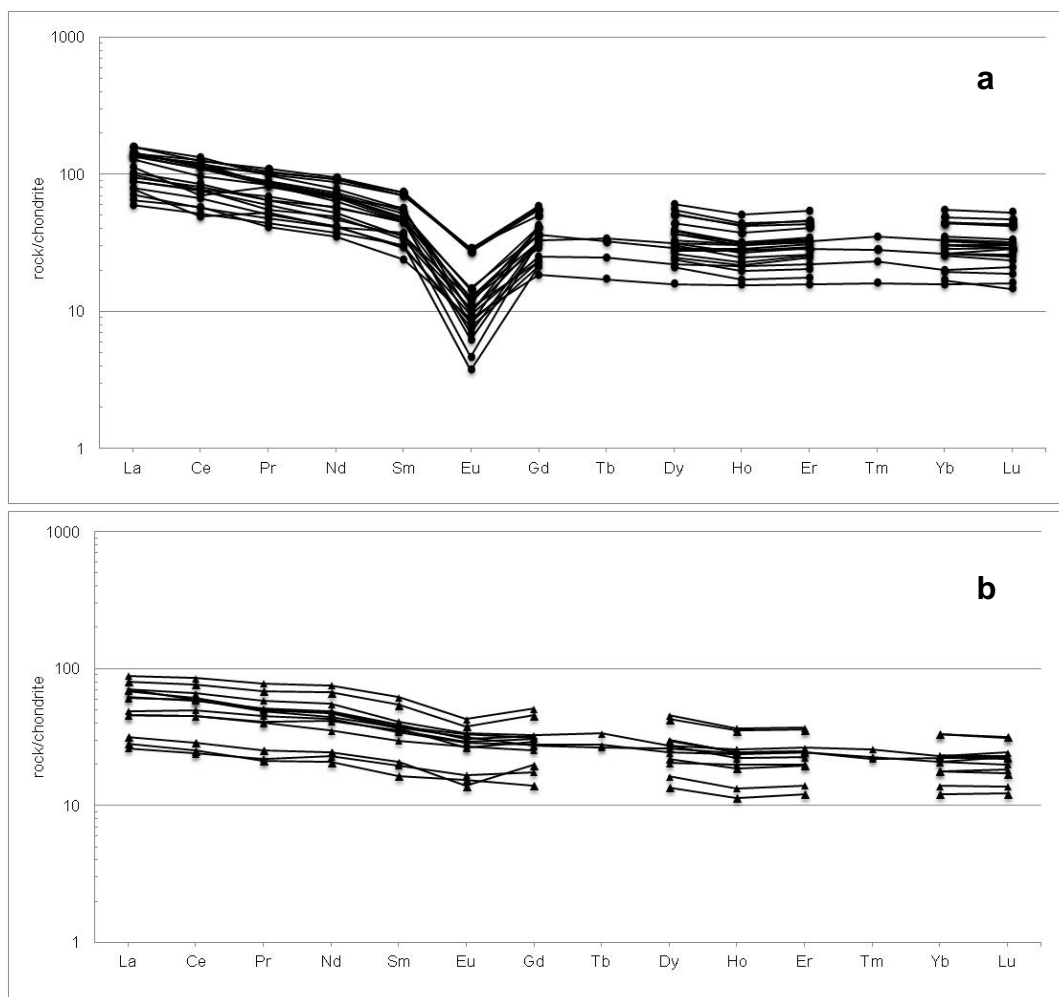 1000
a
100
rock/chondrite
10
1
La Ce Pr Nd Sm Eu Gd Tb Dy Ho Er Tm Yb Lu
1000
b
100
rock/chondrite
10
1
La Ce Pr Nd Sm Eu Gd Tb Dy Ho Er Tm Yb Lu